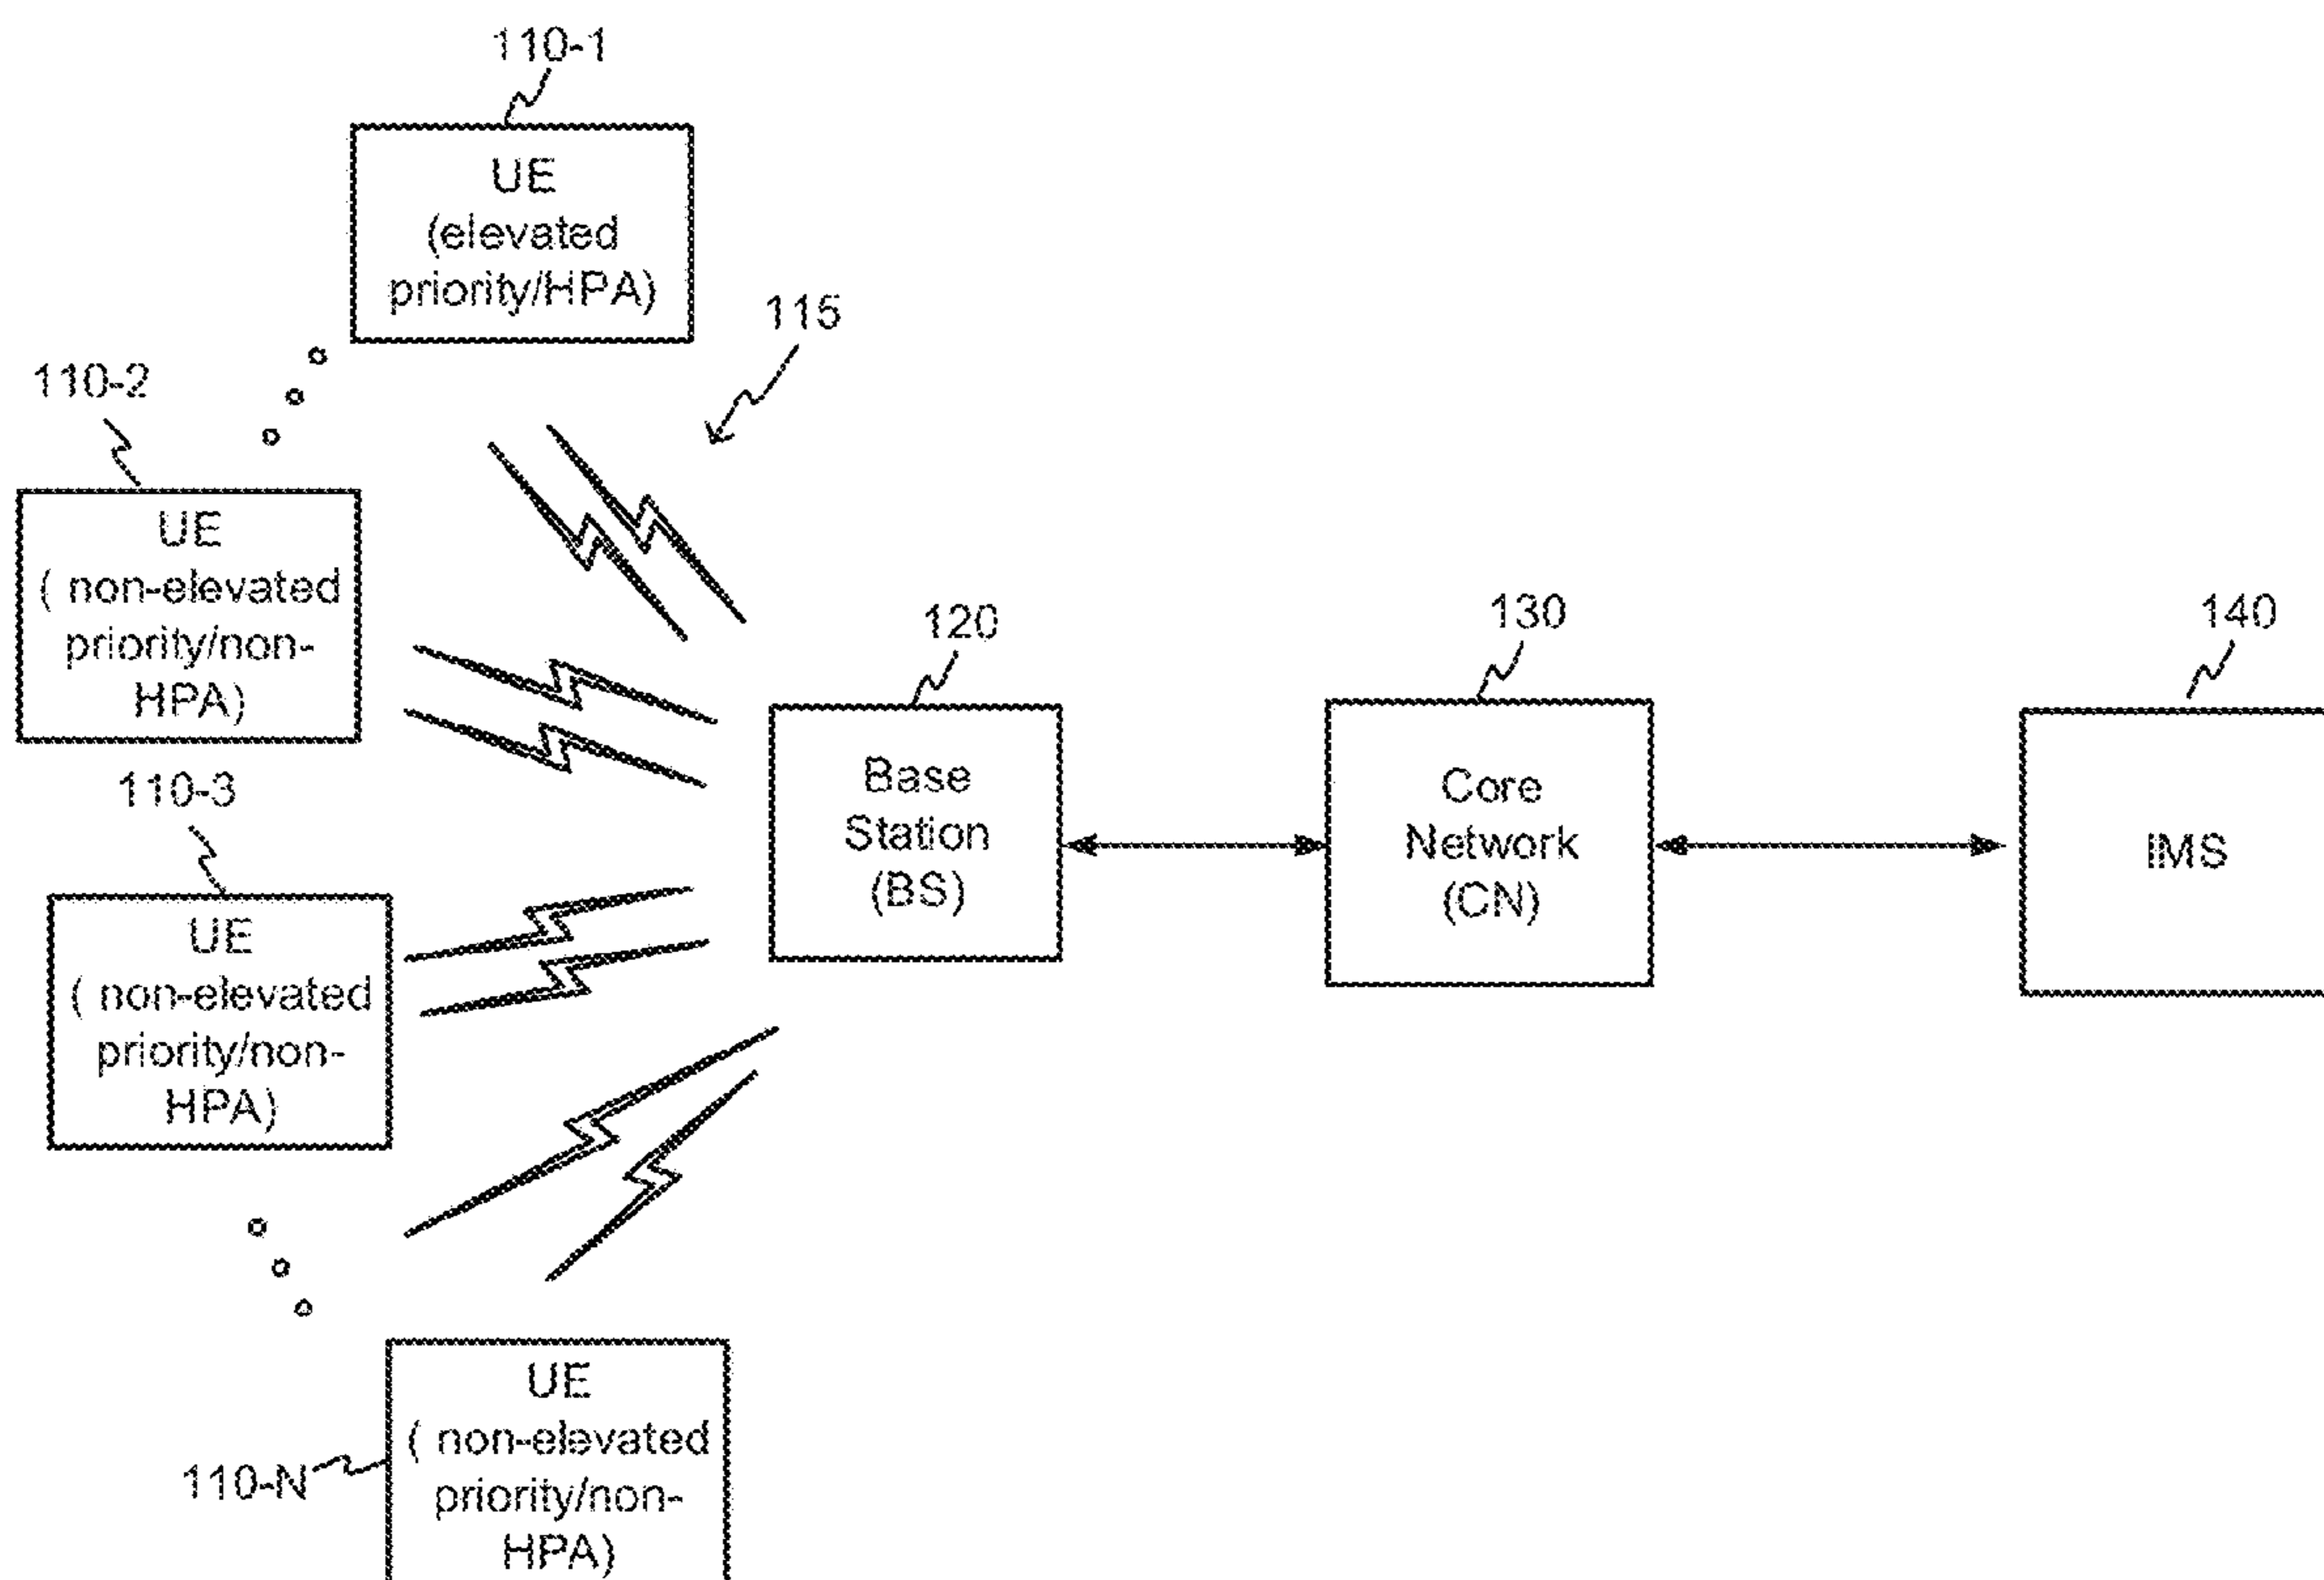 110-1
UE
(elevated
priority/HPA)
115
110-2
UE
( non-elevated
priority/non-
HPA)
110-3
UE
( non-elevated
priority/non-
HPA)
110-N
UE
( non-elevated
priority/non-
HPA)
120
Base
Station
(BS)
130
Core
Network
(CN)
140
IMS